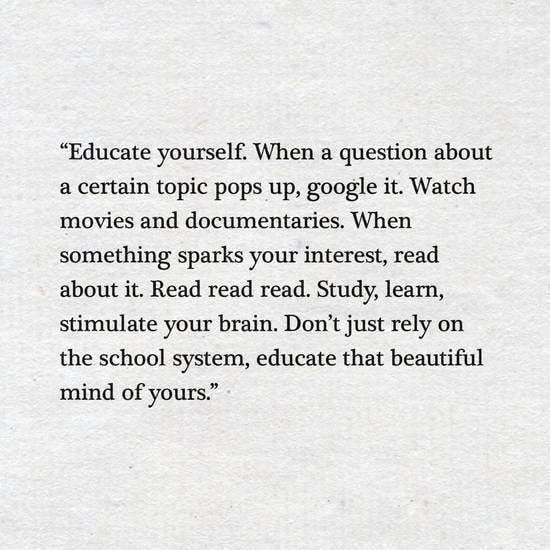 “Educate yourself. When a question about
a certain topic pops up, google it. Watch
movies and documentaries. When
something sparks your interest, read
about it. Read read read. Study, learn,
stimulate your brain. Don’t just rely on
the school system, educate that beautiful
mind of yours.”